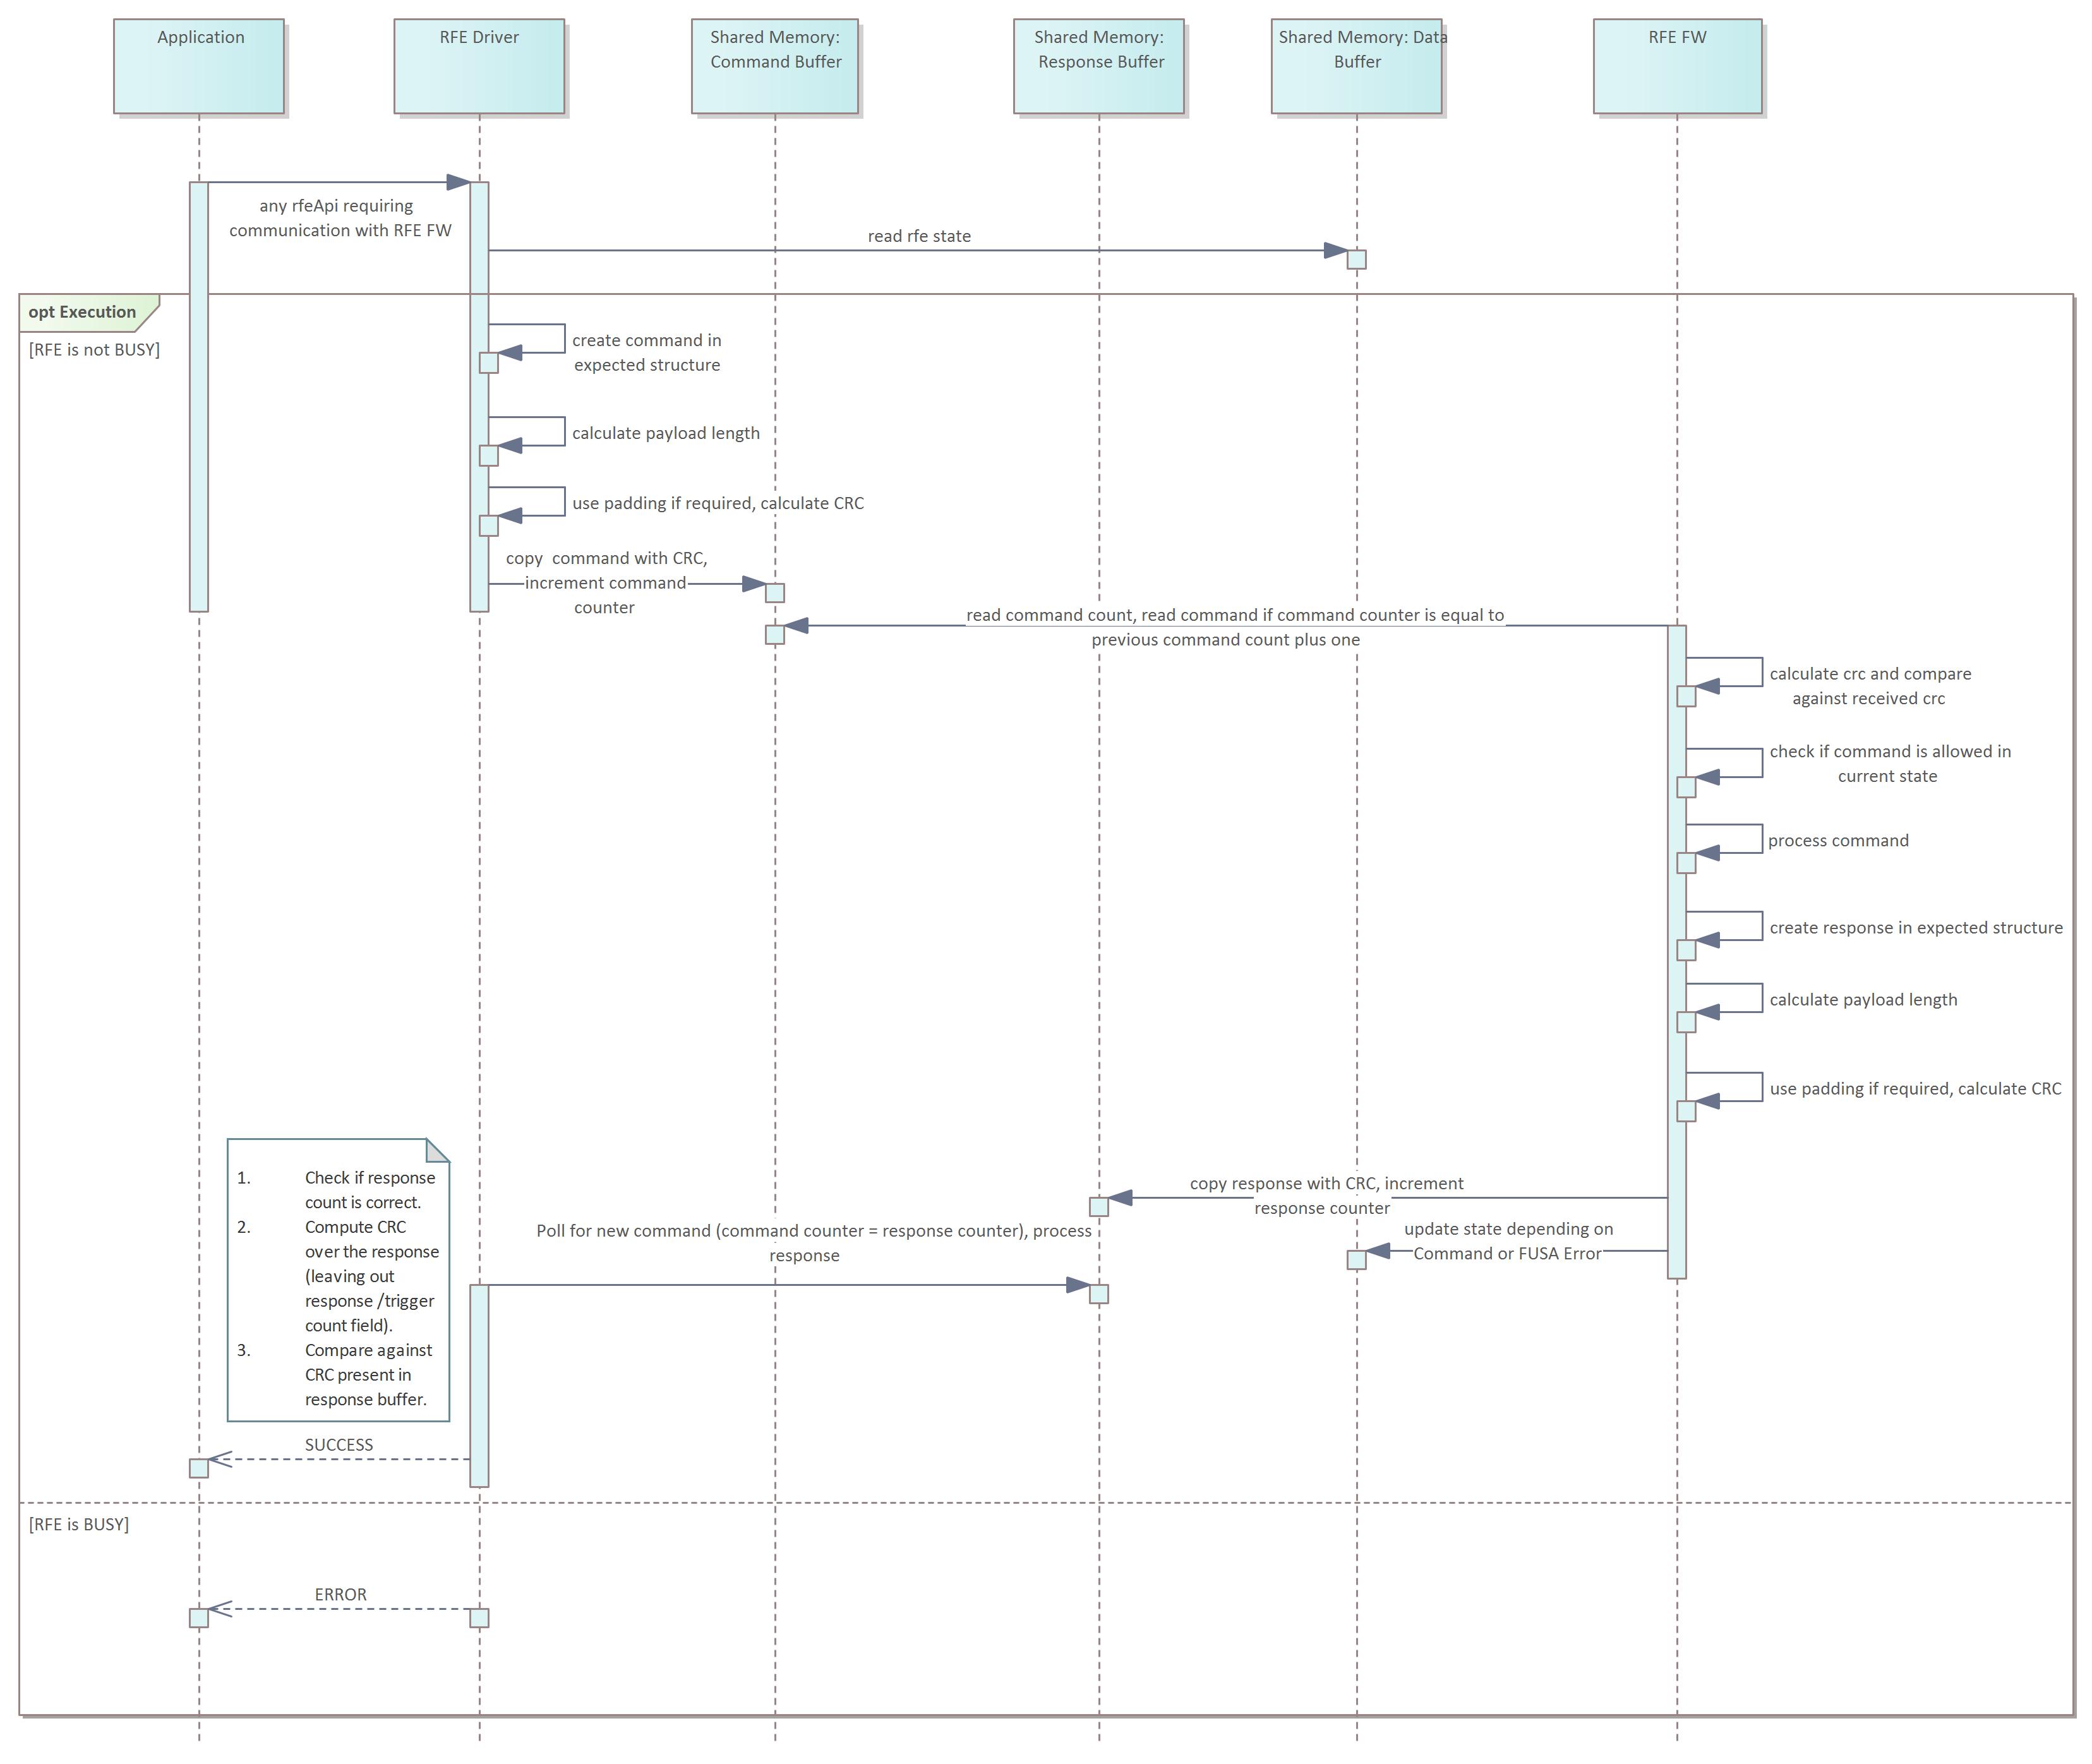 Application
RFE Driver
Shared Memory:
Command Buffer
Shared Memory:
Response Buffer
Shared Memory: Data
Buffer
RFE FW
any rfeApi requiring
communication with RFE FW
read rfe state
opt Execution
[RFE is not BUSY]
create command in
expected structure
calculate payload length
use padding if required, calculate CRC
copy  command with CRC,
increment command
counter
read command count, read command if command counter is equal to
previous command count plus one
calculate crc and compare
against received crc
check if command is allowed in
current state
process command
create response in expected structure
calculate payload length
use padding if required, calculate CRC
copy response with CRC, increment
response counter
update state depending on
Command or FUSA Error
Poll for new command (command counter = response counter), process
response
1. Check if response
count is correct.
2. Compute CRC
over the response
(leaving out
response /trigger
count field).
3. Compare against
CRC present in
response buffer.
SUCCESS
[RFE is BUSY]
ERROR